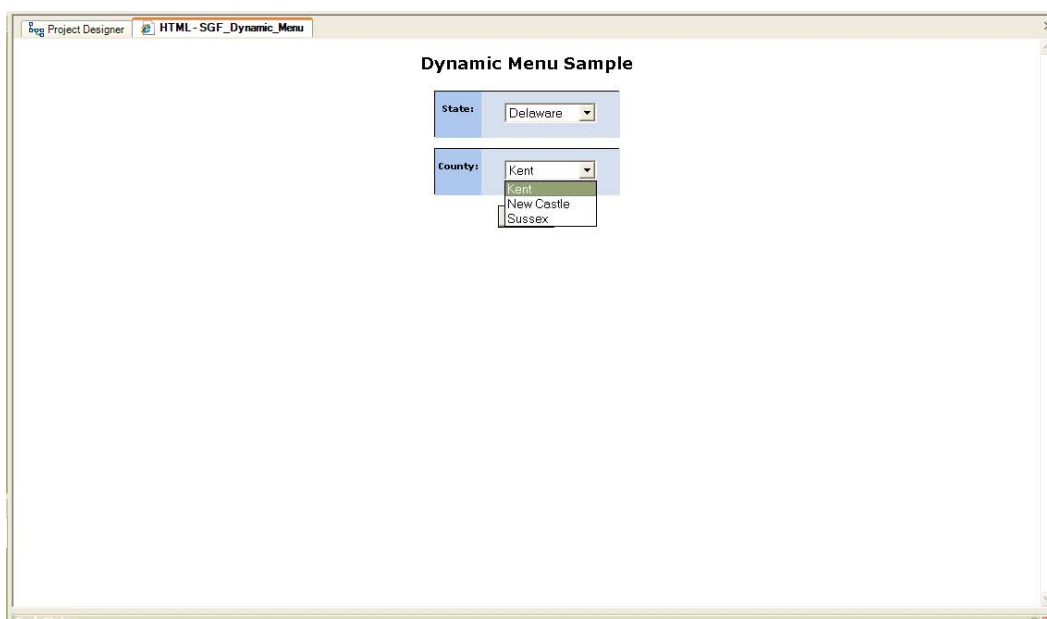 Project Designer
HTML - SGF_Dynamic_Menu
Dynamic Menu Sample
State:
Delaware
County:
Kent
Kent
New Castle
Sussex